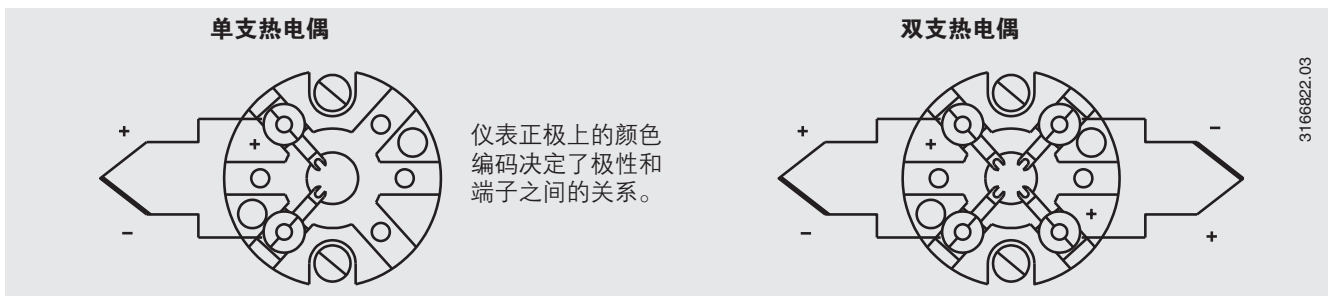 单支热电偶
+
+
-
仪表正极上的颜色
编码决定了极性和
端子之间的关系。
双支热电偶
+
+
-
-
+
+
3166822.03